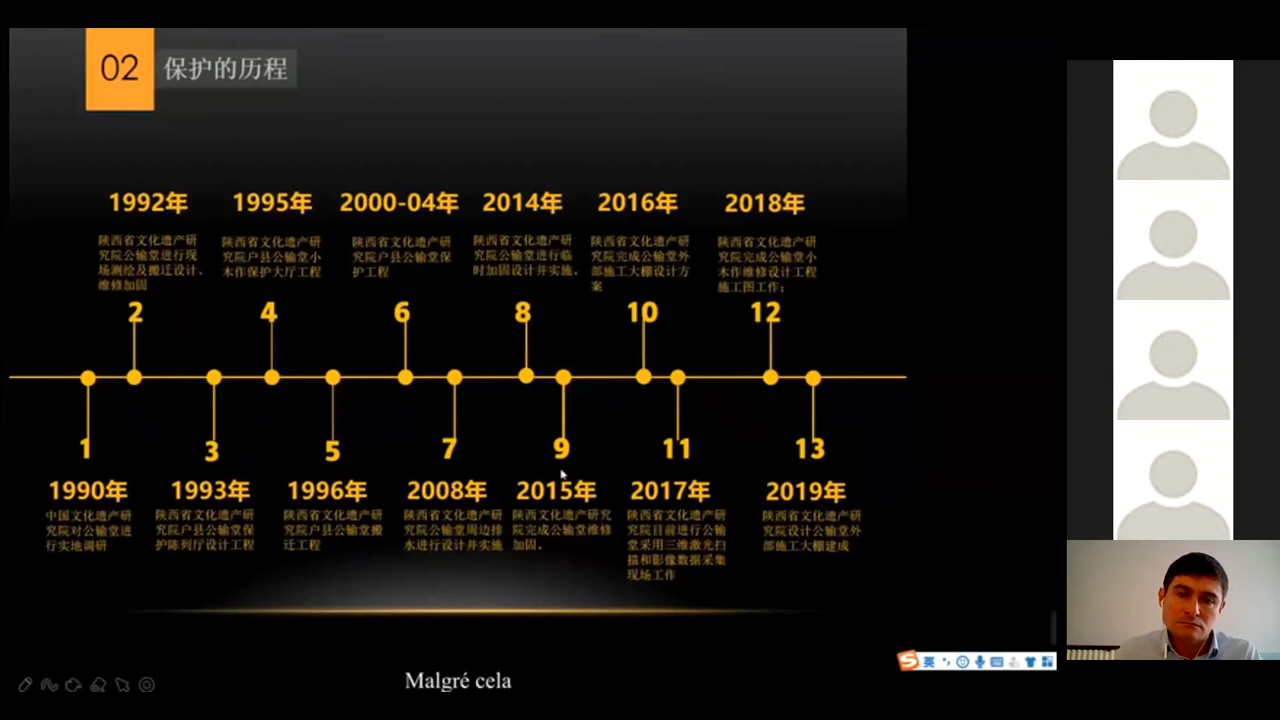 02
保护的历程
1992年
1995年
2000-04年
2014年
2016年
2018年
陕西省文化遗产研
究院公输堂进行现
场测绘及搬迁设计、
维修加固
陕西省文化遗产研
究院户县公输堂小
木作保护大厅工程
陕西省文化遗产研
究院户县公输堂保
护工程
陕西省文化遗产研
究院公输堂进行临
时加固设计并实施。
陕西省文化遗产研
究院完成公输堂外
部施工大棚设计方
案
陕西省文化遗产研
究院完成公输堂小
木作维修设计工程
施工图工作;
2
4
6
8
10
12
1
3
5
7
9
11
13
1990年
1993年
1996年
2008年
2015年
2017年
2019年
中国文化遗产研
究院对公输堂进
行实地调研
陕西省文化遗产研
究院户县公输堂保
护陈列厅设计工程
陕西省文化遗产研
究院户县公输堂搬
迁工程
陕西省文化遗产研
究院公输堂周边排
水进行设计并实施
陕西文化遗产研究
院完成公输堂维修
加固。
陕西省文化遗产研
究院目前进行公输
堂采用三维激光扫
描和影像数据采集
现场工作
陕西省文化遗产研
究院设计公输堂外
部施工大棚建成
英
Malgré cela